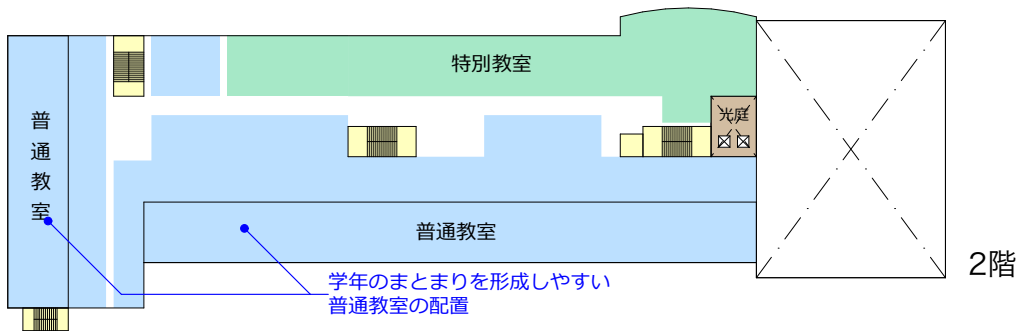 特別教室
光庭
普通教室
普通教室
2階
学年のまとまりを形成しやすい
普通教室の配置